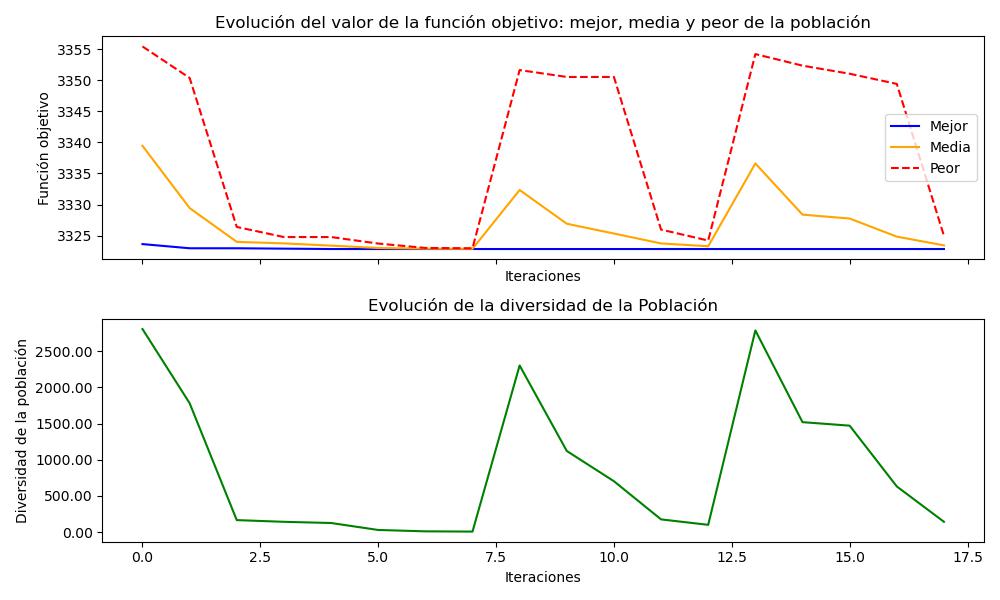 Evolución del valor de la función objetivo: mejor, media y peor de la población
Función objetivo
3355
3350
3345
3340
3335
3330
3325
Mejor
Media
Peor
Iteraciones
Evolución de la diversidad de la Población
Diversidad de la población
2500.00
2000.00
1500.00
1000.00
500.00
0.00
0.0 2.5 5.0 7.5 10.0 12.5 15.0 17.5
Iteraciones